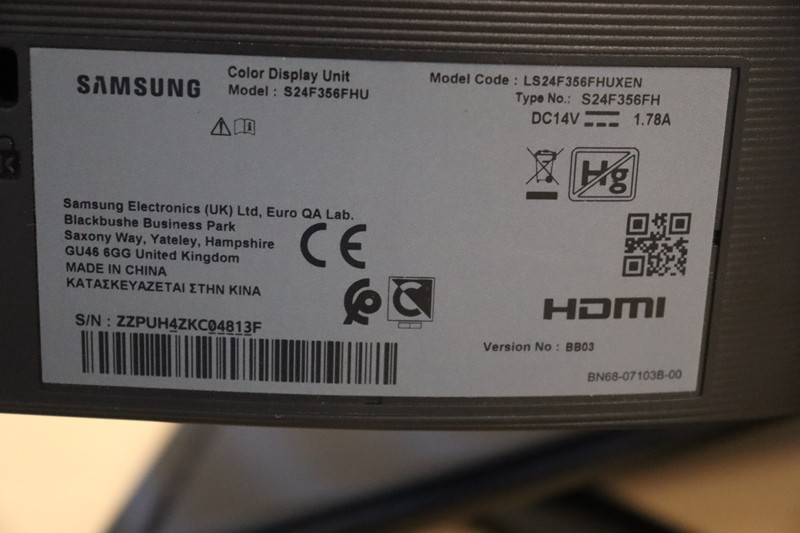 SAMSUNG
Color Display Unit
Model : S24F356FHU
Model Code : LS24F356FHUXEN
Type No.: S24F356FH
DC14V 1.78A
Hg
Samsung Electronics (UK) Ltd, Euro QA Lab.
Blackbushe Business Park
Saxony Way, Yateley, Hampshire
GU46 6GG United Kingdom
MADE IN CHINA
ΚΑΤΑΣΚΕΥΑΖΕΤΑΙ ΣΤΗΝ ΚΙΝΑ
CE
HDMI
S/N : ZZPUH4ZKC04813F
Version No : BB03
BN68-07103B-00